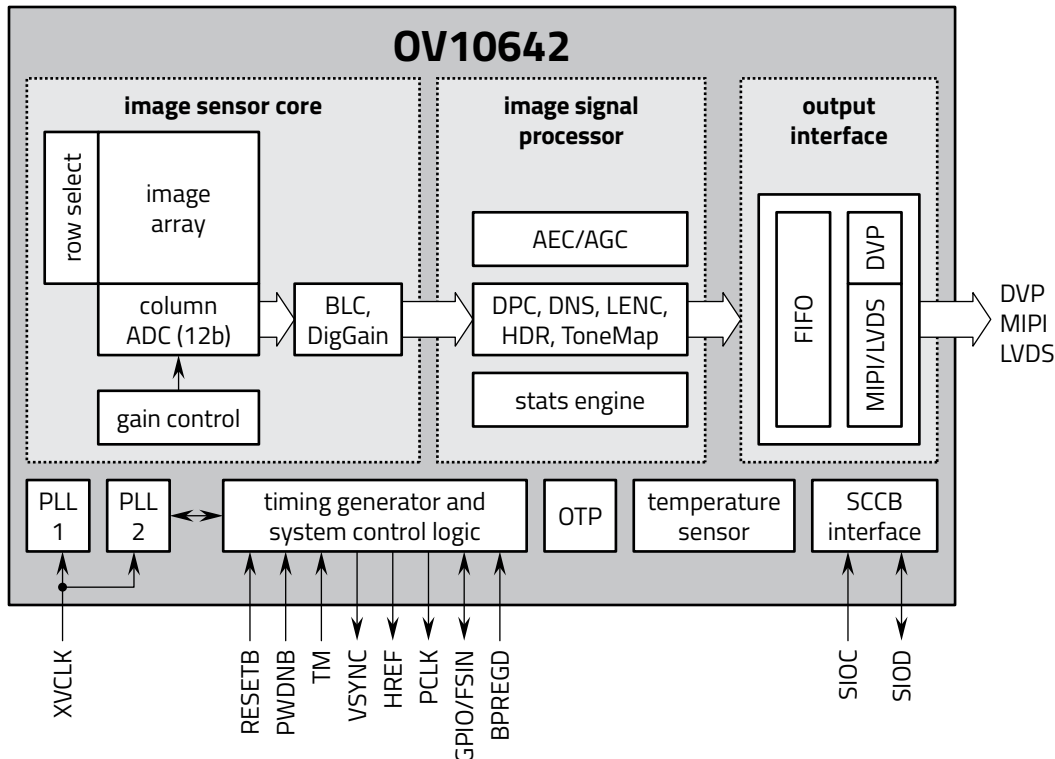 OV10642
image sensor core
image signal
processor
output
interface
row select
image
array
column
ADC (12b)
gain control
BLC,
DigGain
AEC/AGC
DPC, DNS, LENC,
HDR, ToneMap
stats engine
FIFO
DVP
MIPI/LVDS
DVP
MIPI
LVDS
PLL
1
PLL
2
timing generator and
system control logic
OTP
temperature
sensor
SCCB
interface
XVCLK
RESETB
PWDNB
TM
VSYNC
HREF
PCLK
GPIO/FSIN
BPREGD
SIOC
SIOD